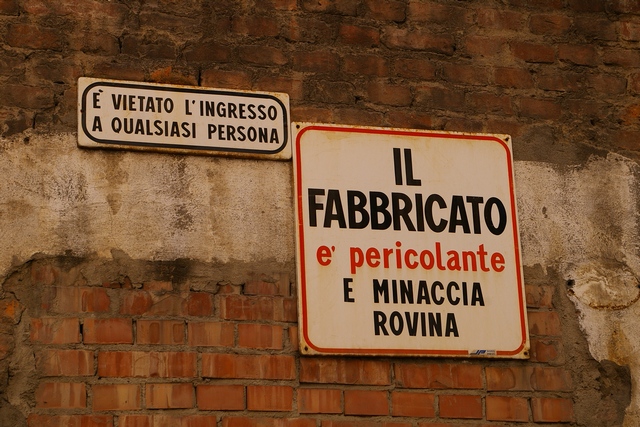 È VIETATO L'INGRESSO
A QUALSIASI PERSONA
IL
FABBRICATO
e' pericolante
E MINACCIA
ROVINA